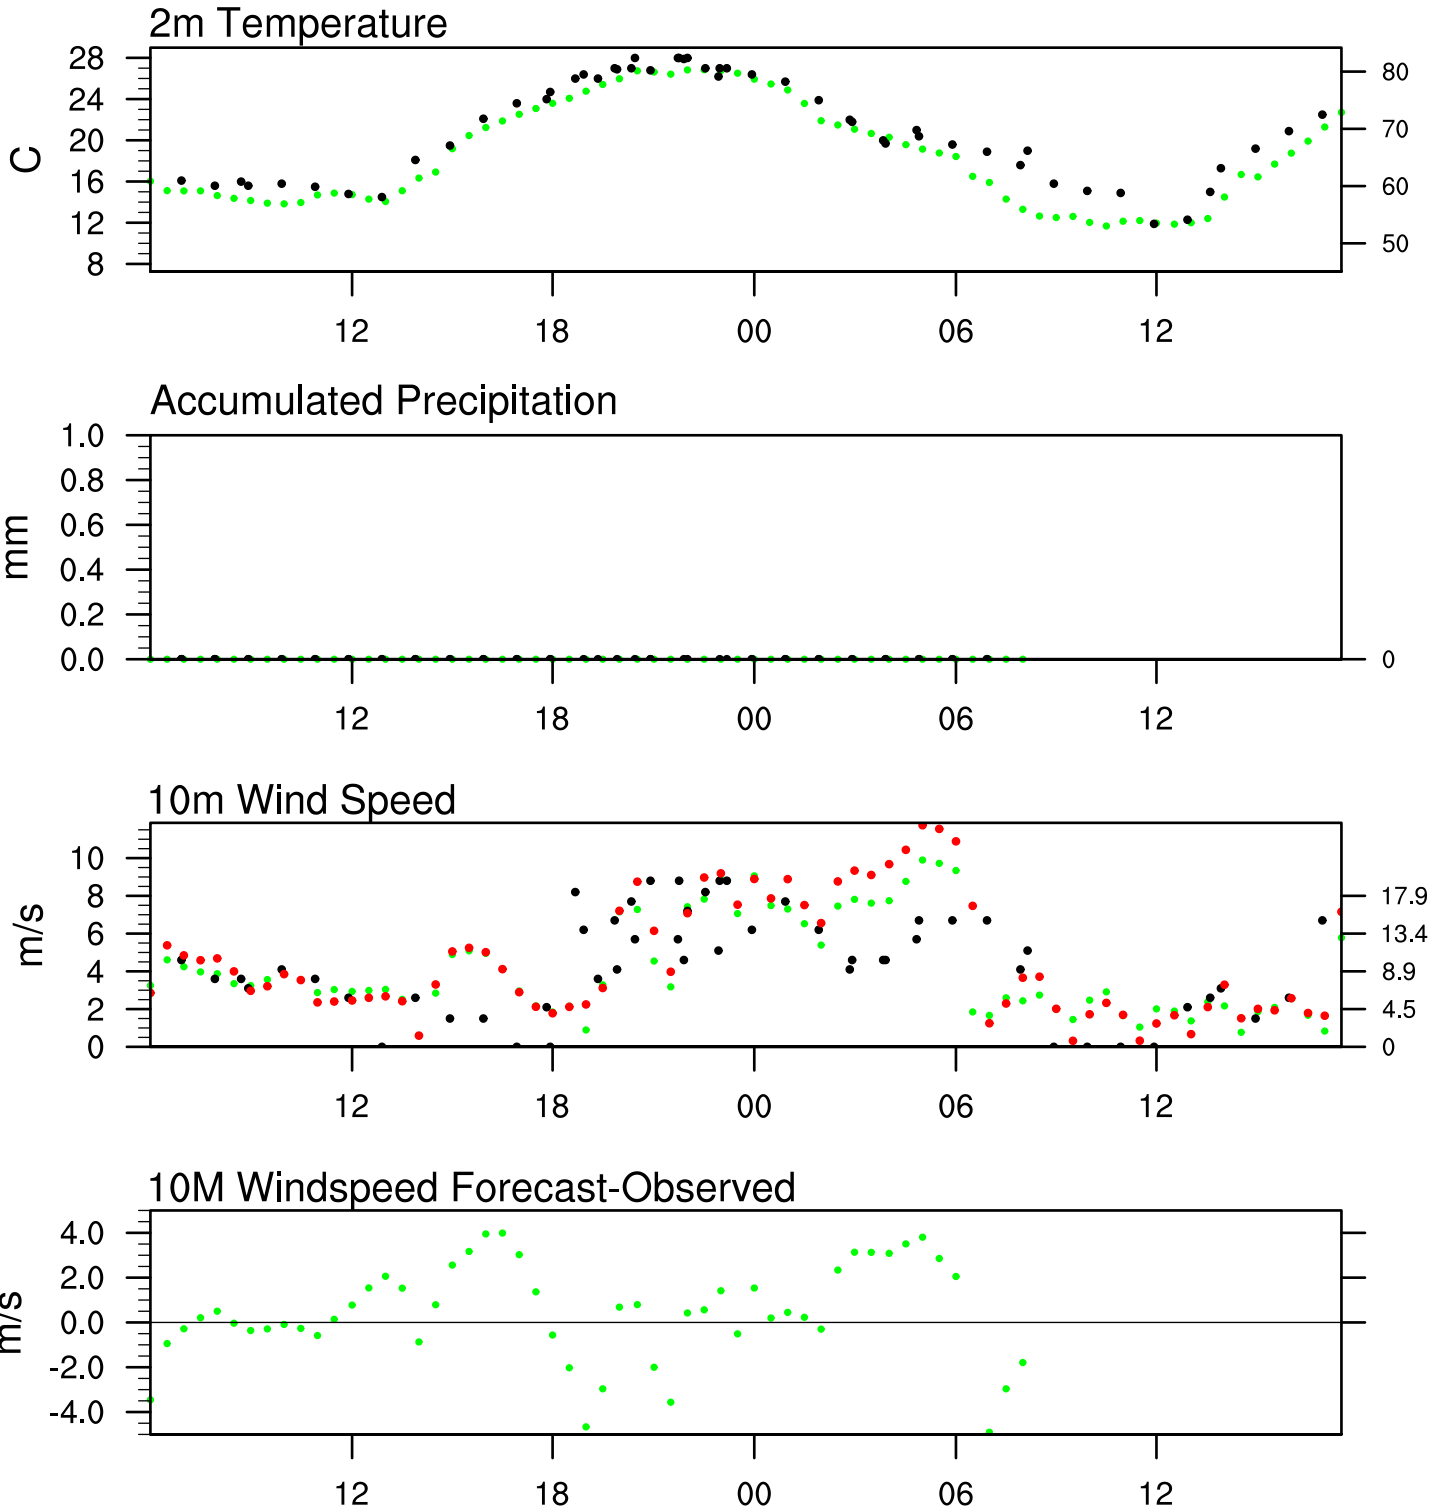 2m Temperature
28
24
20
16
12
8
C
80
70
60
50
12 18 00 06 12
Accumulated Precipitation
1.0
0.8
0.6
0.4
0.2
0.0
mm
0
12 18 00 06 12
10m Wind Speed
10
8
6
4
2
0
m/s
17.9
13.4
8.9
4.5
0
12 18 00 06 12
10M Windspeed Forecast-Observed
4.0
2.0
0.0
-2.0
-4.0
m/s
12 18 00 06 12